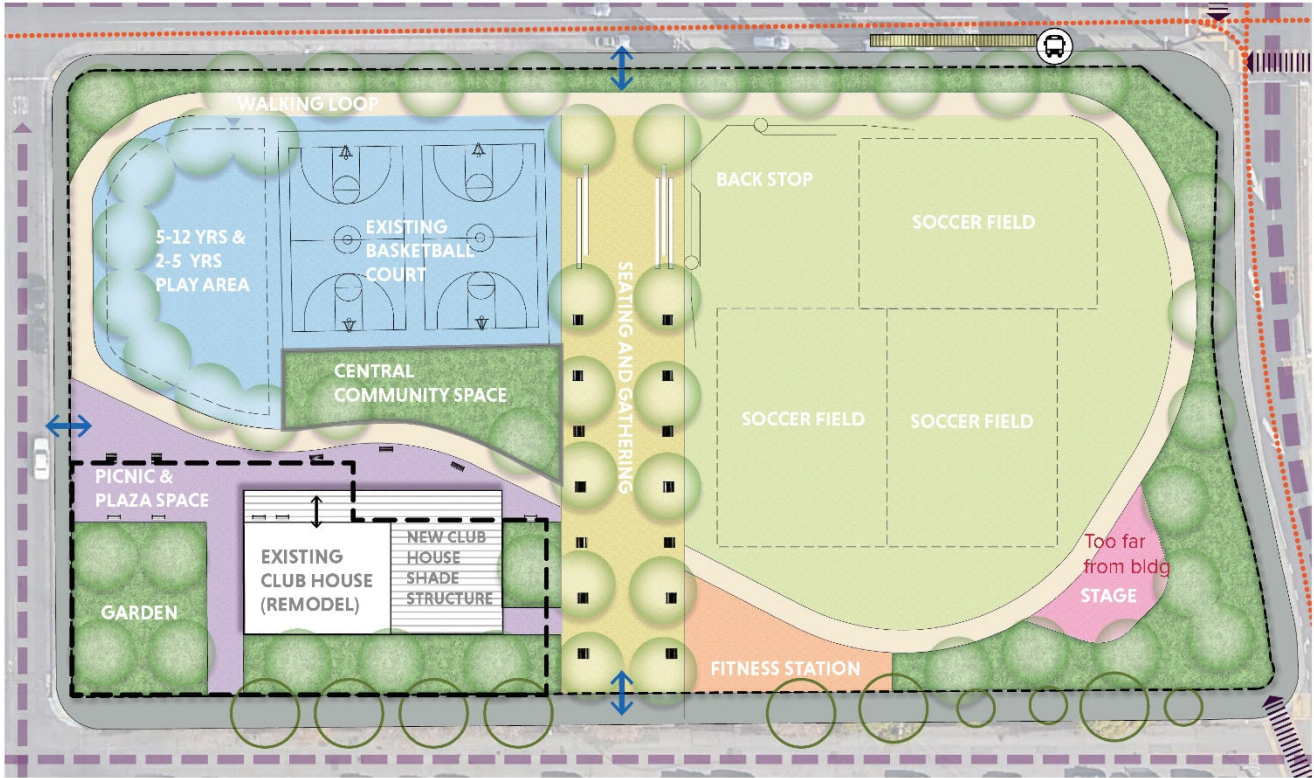 WALKING LOOP
5-12 YRS &
2-5 YRS
PLAY AREA
EXISTING
BASKETBALL
COURT
BACK STOP
SOCCER FIELD
SEATING AND GATHERING
CENTRAL
COMMUNITY SPACE
SOCCER FIELD
SOCCER FIELD
PICNIC &
PLAZA SPACE
EXISTING
CLUB HOUSE
(REMODEL)
NEW CLUB
HOUSE
SHADE
STRUCTURE
GARDEN
Too far
from bldg
STAGE
FITNESS STATION